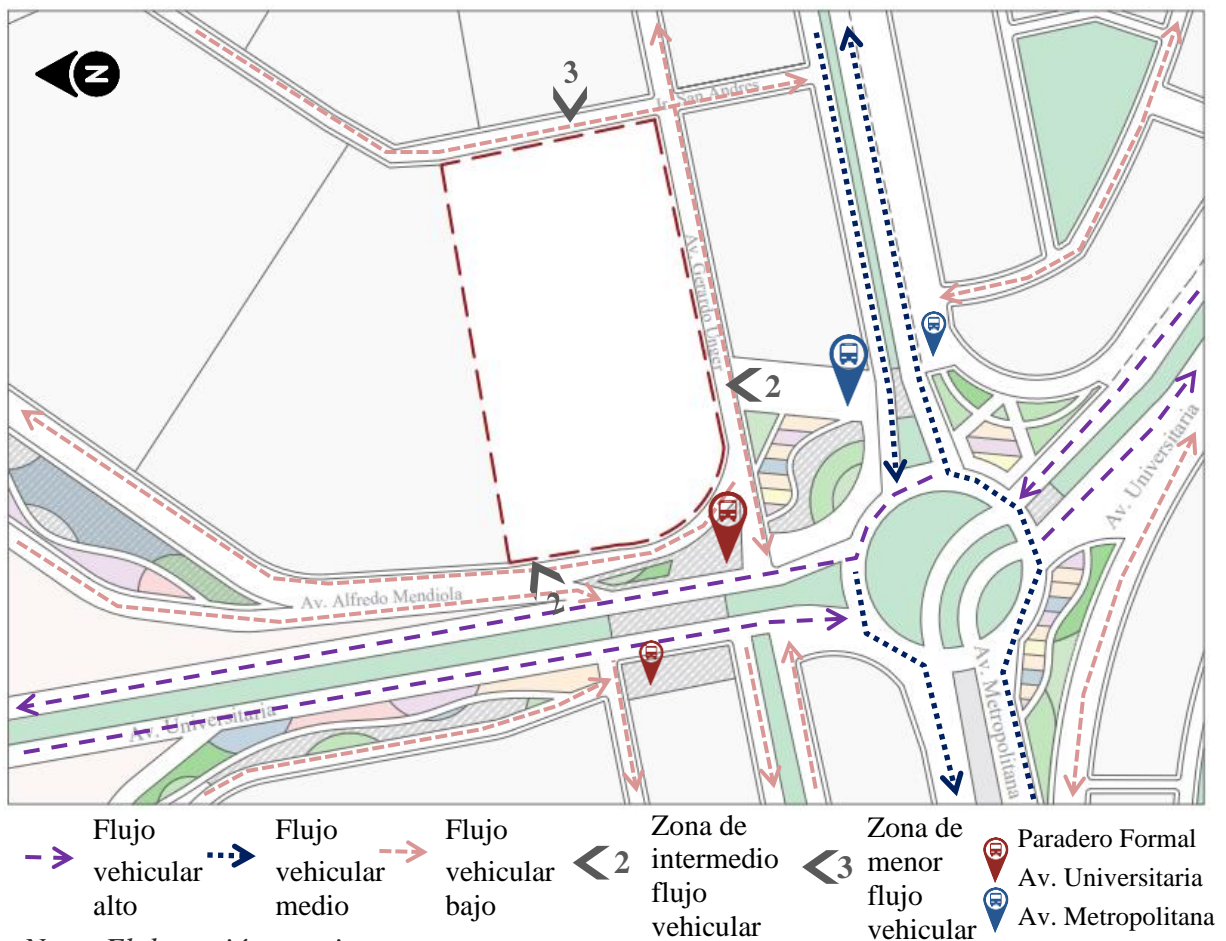 N
3
Jr. San Andres
Av. Gerardo Unger
2
Av. Universitaria
Av. Alfredo Mendiola
2
Av. Universitaria
Av. Metropolitana
Flujo
vehicular
alto
Flujo
vehicular
medio
Flujo
vehicular
bajo
2
Zona de
intermedio
flujo
vehicular
3
Zona de
menor
flujo
vehicular
Paradero Formal
Av. Universitaria
Av. Metropolitana